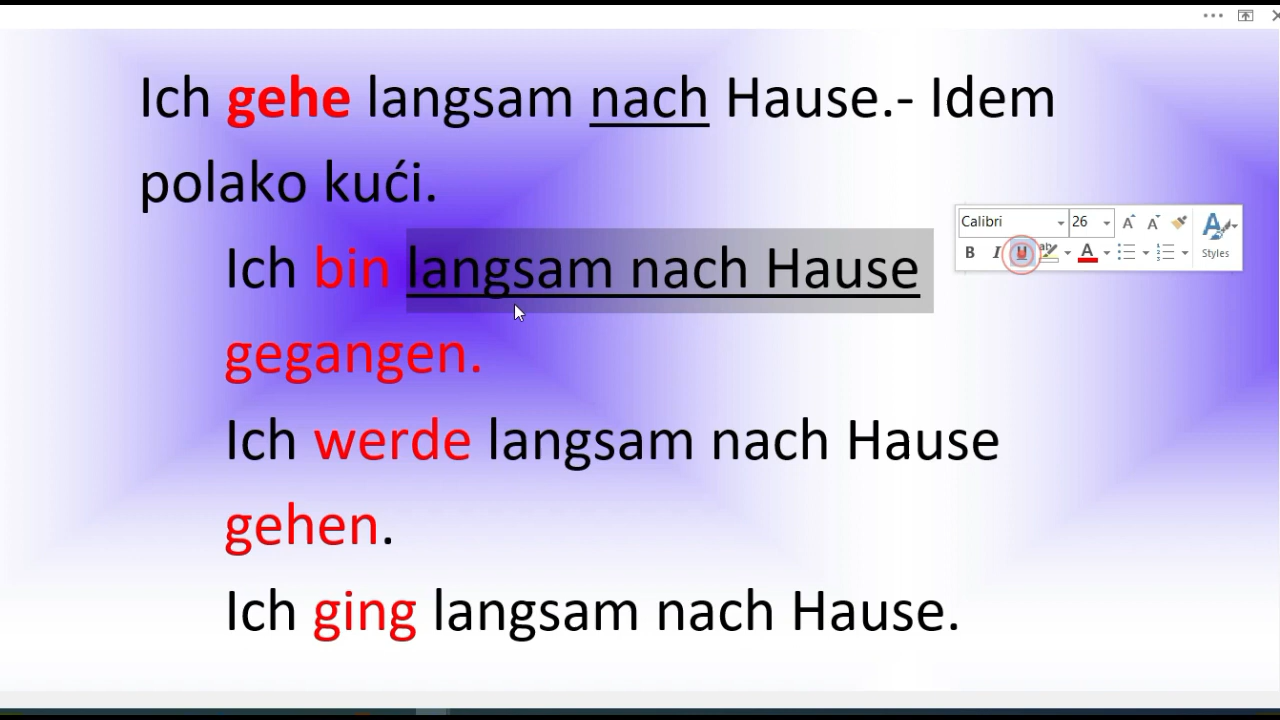 Ich gehe langsam nach Hause.- Idem
polako kući.
Calibri 26
B I U ab A Styles
Ich bin langsam nach Hause
gegangen.
Ich werde langsam nach Hause
gehen.
Ich ging langsam nach Hause.